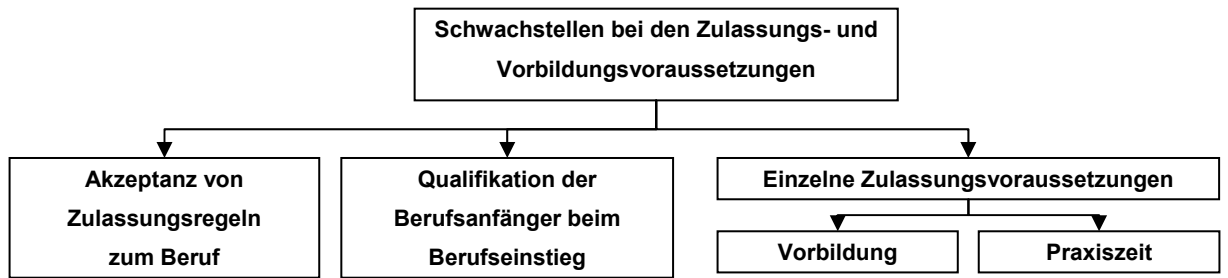 Schwachstellen bei den Zulassungs- und
Vorbildungsvoraussetzungen
Akzeptanz von
Zulassungsregeln
zum Beruf
Qualifikation der
Berufsanfänger beim
Berufseinstieg
Einzelne Zulassungsvoraussetzungen
Vorbildung
Praxiszeit